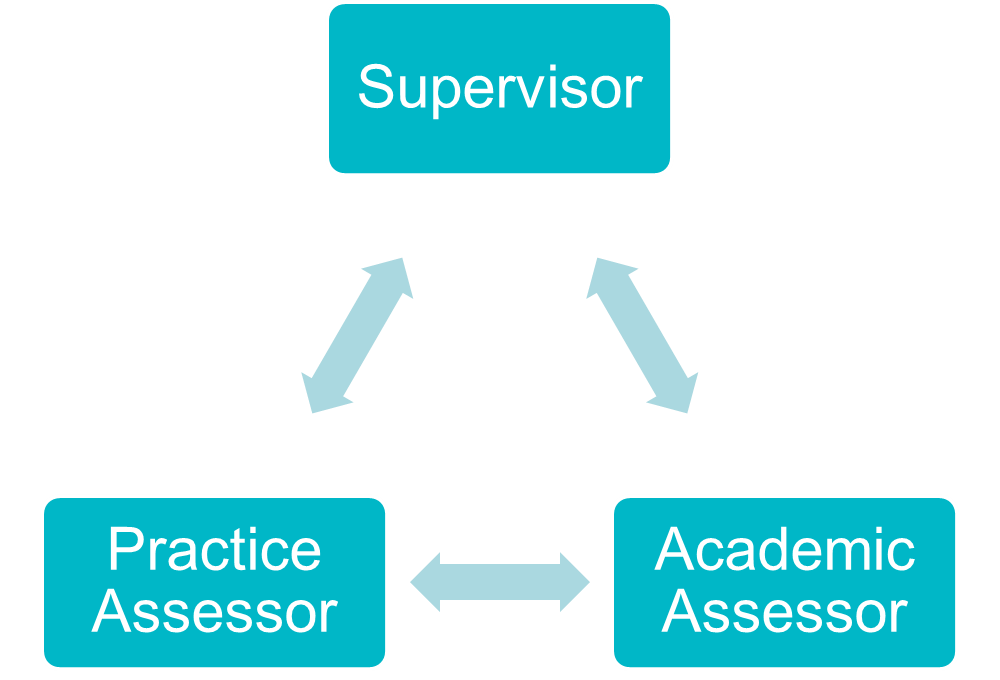 Supervisor
Practice
Assessor
Academic
Assessor